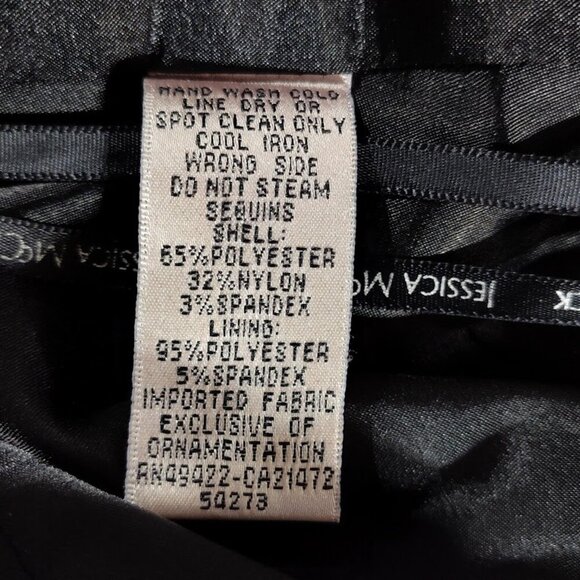 HAND WASH COLD
LINE DRY OR
SPOT CLEAN ONLY
COOL IRON
WRONG SIDE
DO NOT STEAM
SEQUINS
SHELL:
65%POLYESTER
32%NYLON
3%SPANDEX
LINING:
95%POLYESTER
5%SPANDEX
IMPORTED FABRIC
EXCLUSIVE OF
ORNAMENTATION
RN49422-CA21472
54273
JESSICA MC